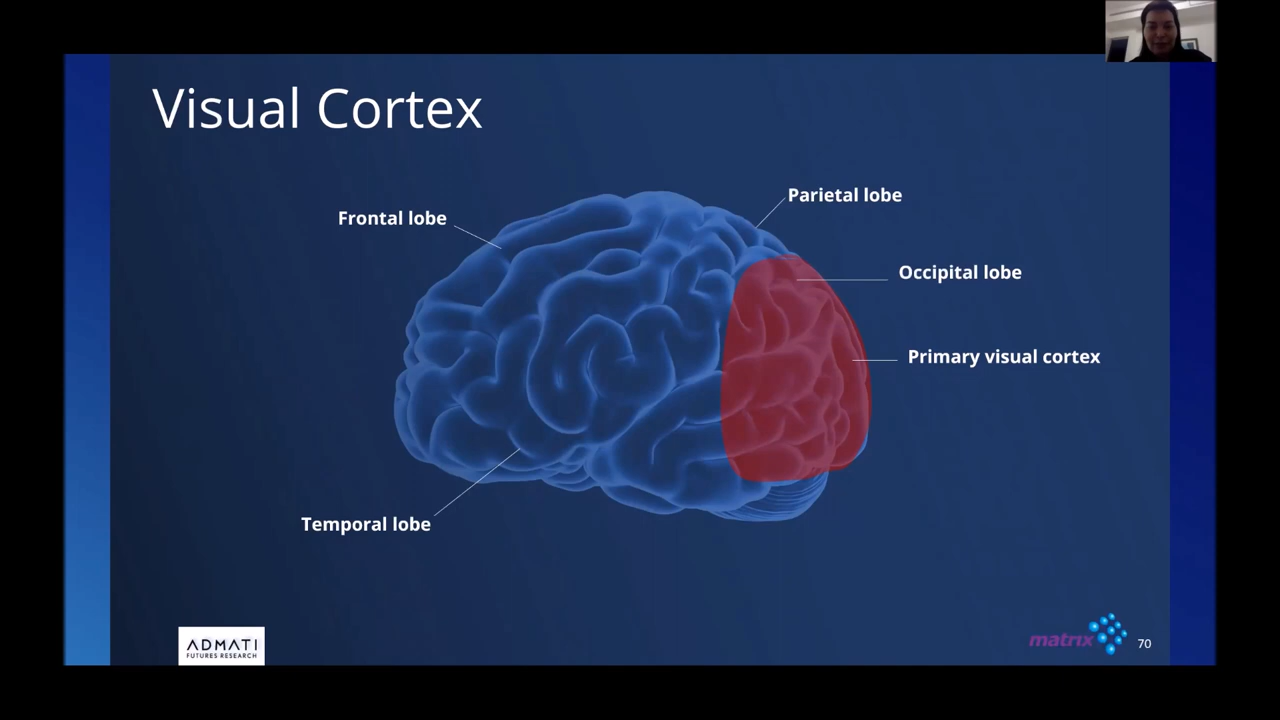 Visual Cortex
Parietal lobe
Frontal lobe
Occipital lobe
Primary visual cortex
Temporal lobe
ADMATI
FUTURES RESEARCH
matrix
70